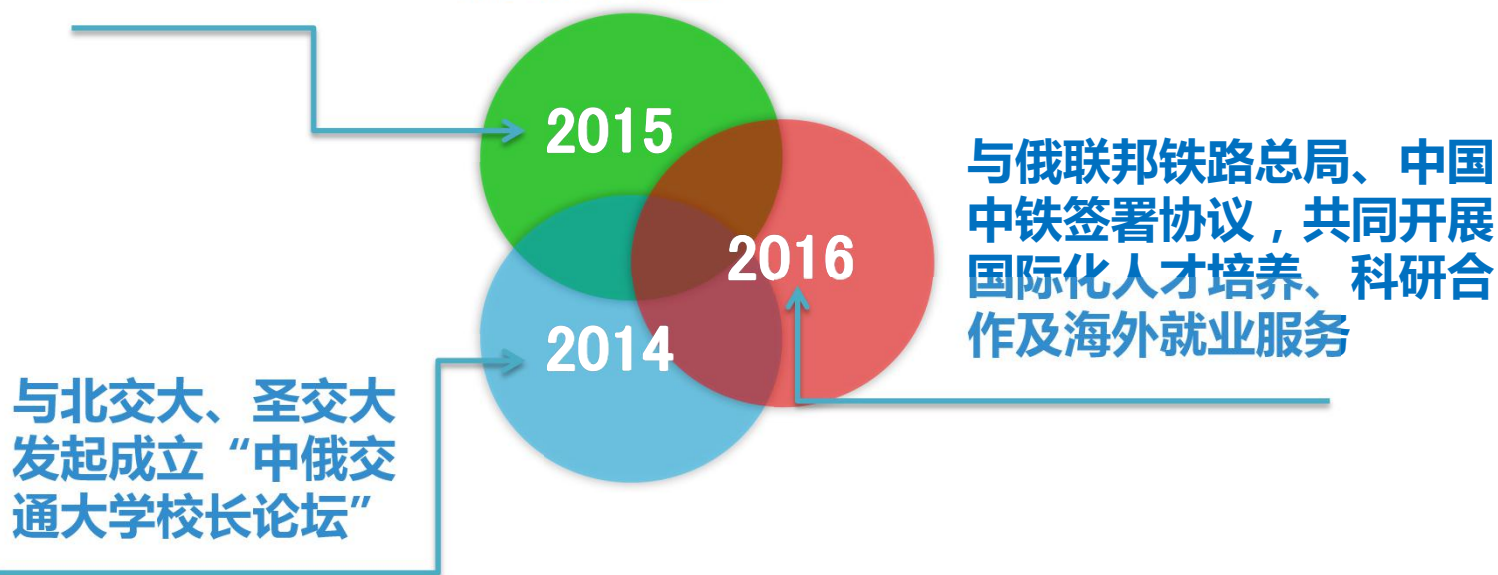 2015
2016
2014
与俄联邦铁路总局、中国
中铁签署协议，共同开展
国际化人才培养、科研合
作及海外就业服务
与北交大、圣交大
发起成立“中俄交
通大学校长论坛”